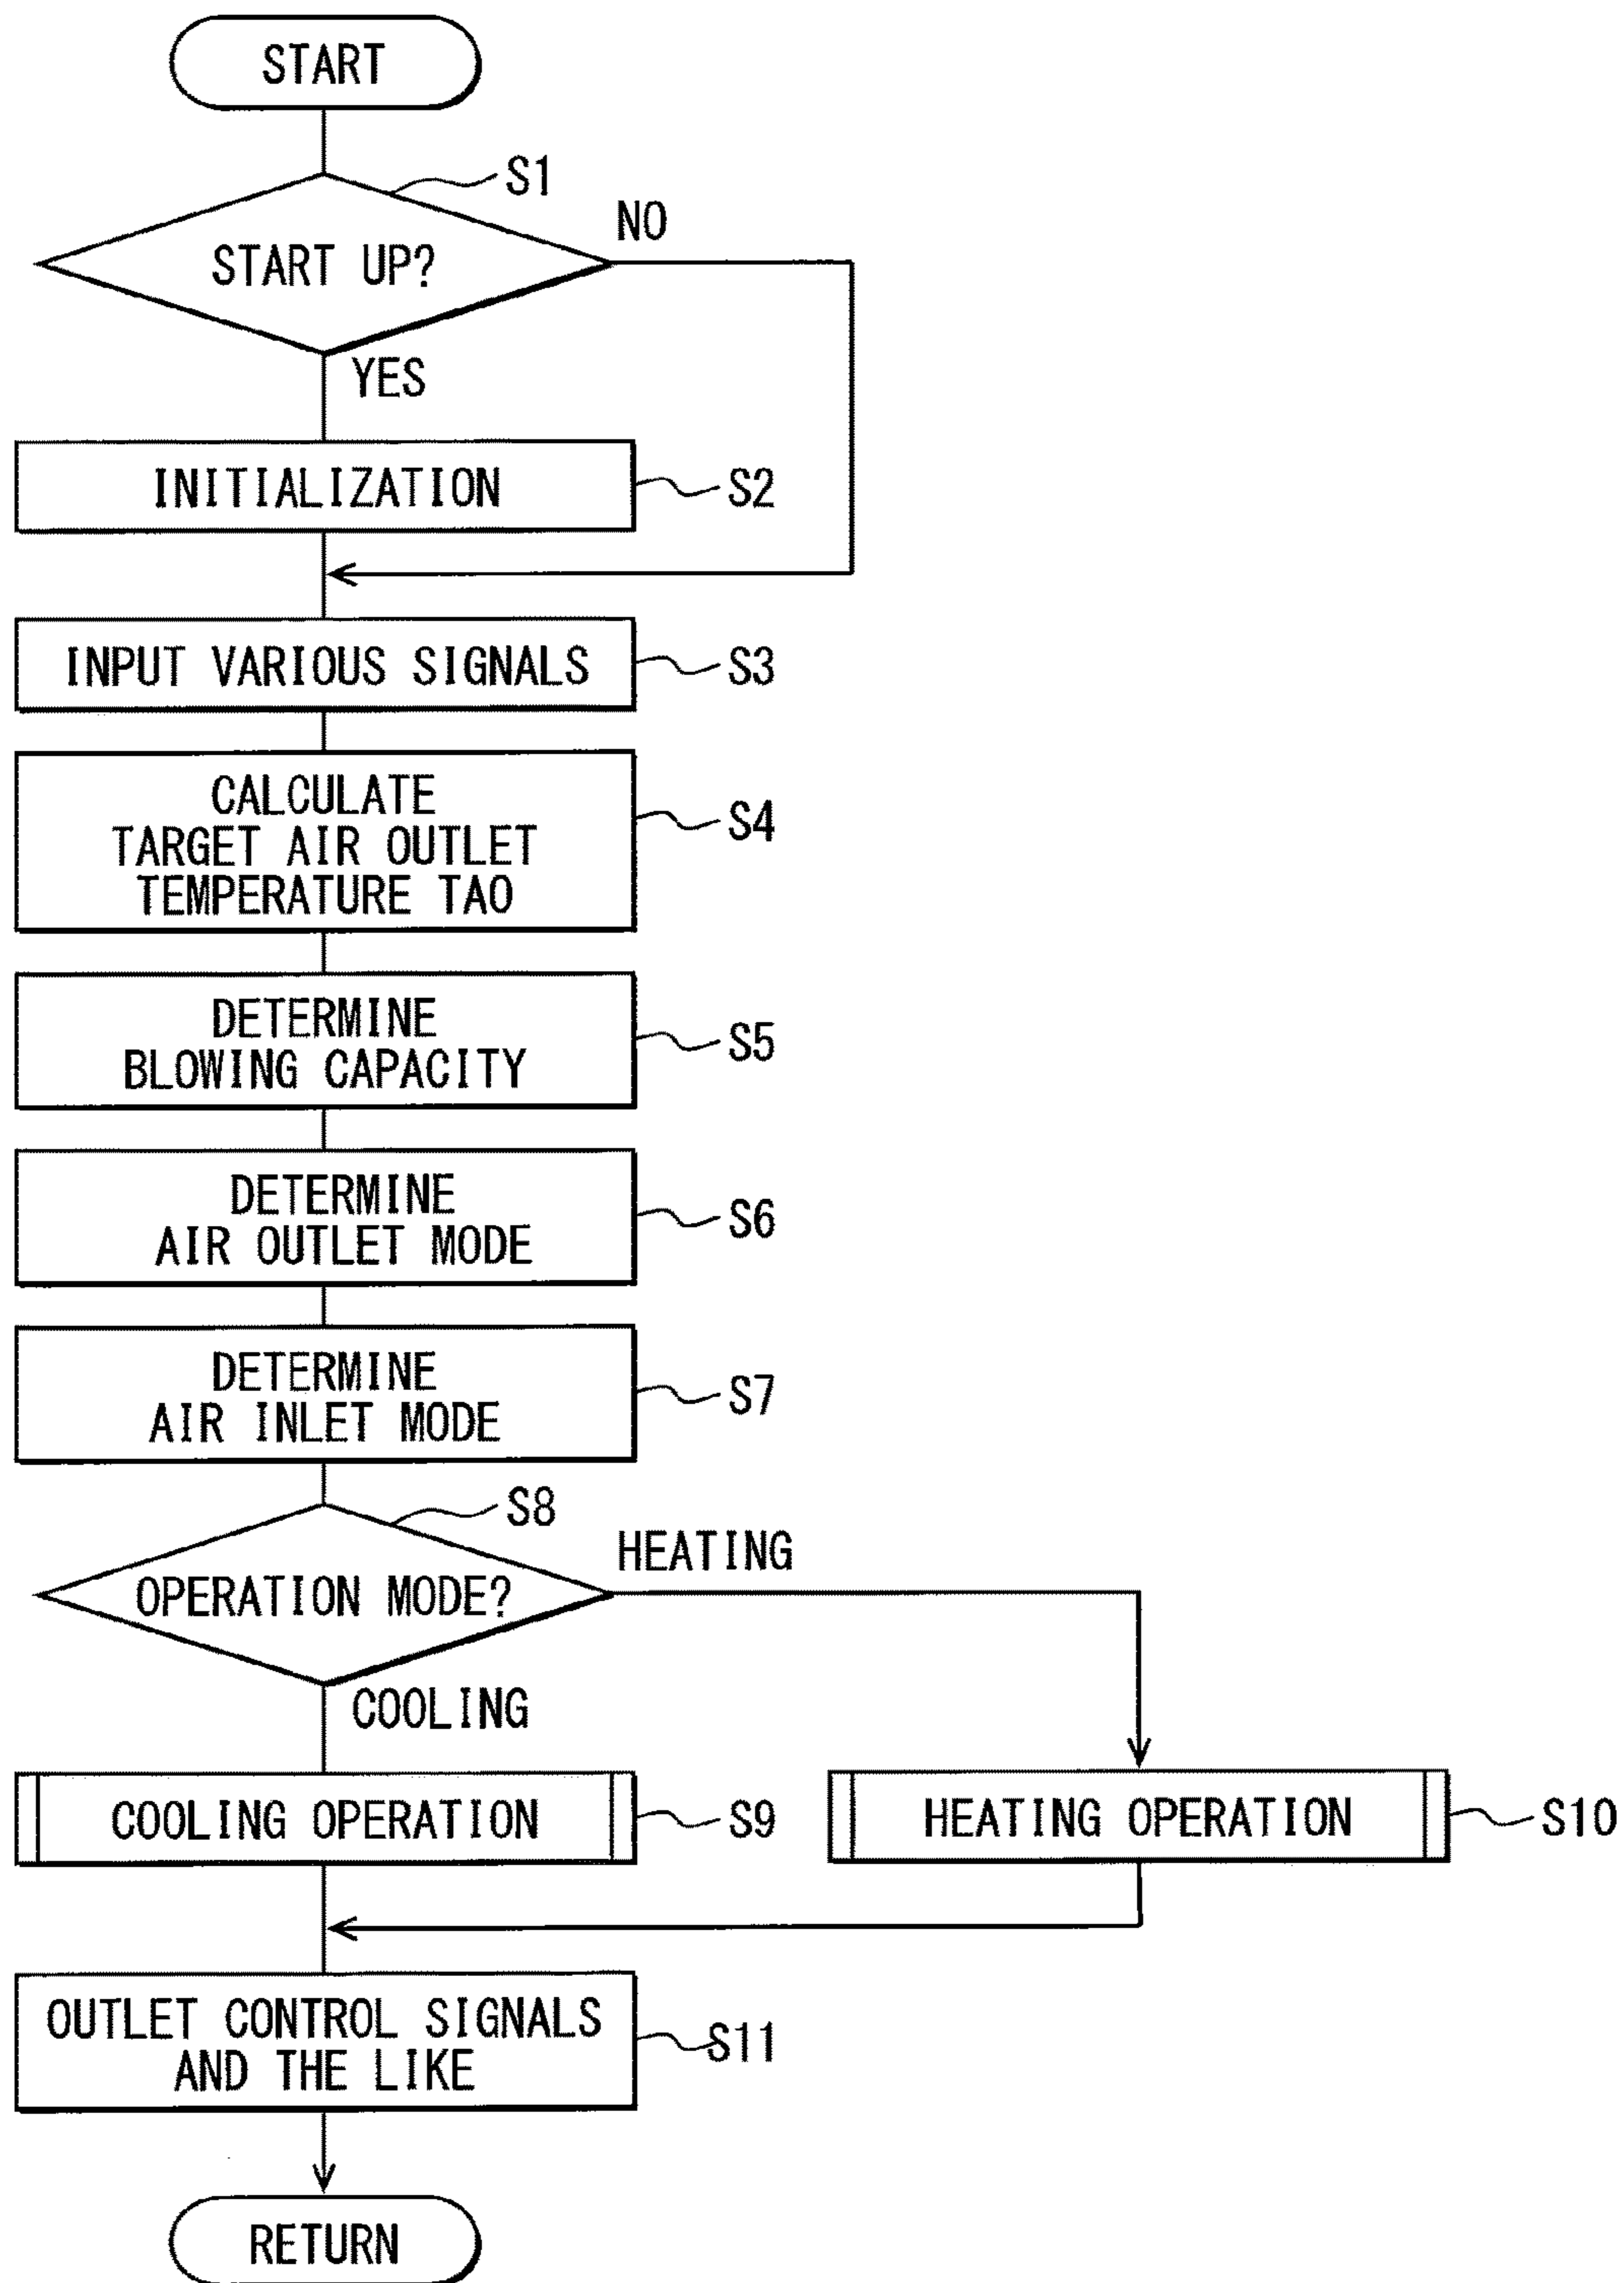 START
S1
NO
START UP?
YES
INITIALIZATION
S2
INPUT VARIOUS SIGNALS
S3
CALCULATE
TARGET AIR OUTLET
TEMPERATURE TAO
S4
DETERMINE
BLOWING CAPACITY
S5
DETERMINE
AIR OUTLET MODE
S6
DETERMINE
AIR INLET MODE
S7
S8
HEATING
OPERATION MODE?
COOLING
COOLING OPERATION
S9
HEATING OPERATION
S10
OUTLET CONTROL SIGNALS
AND THE LIKE
S11
RETURN